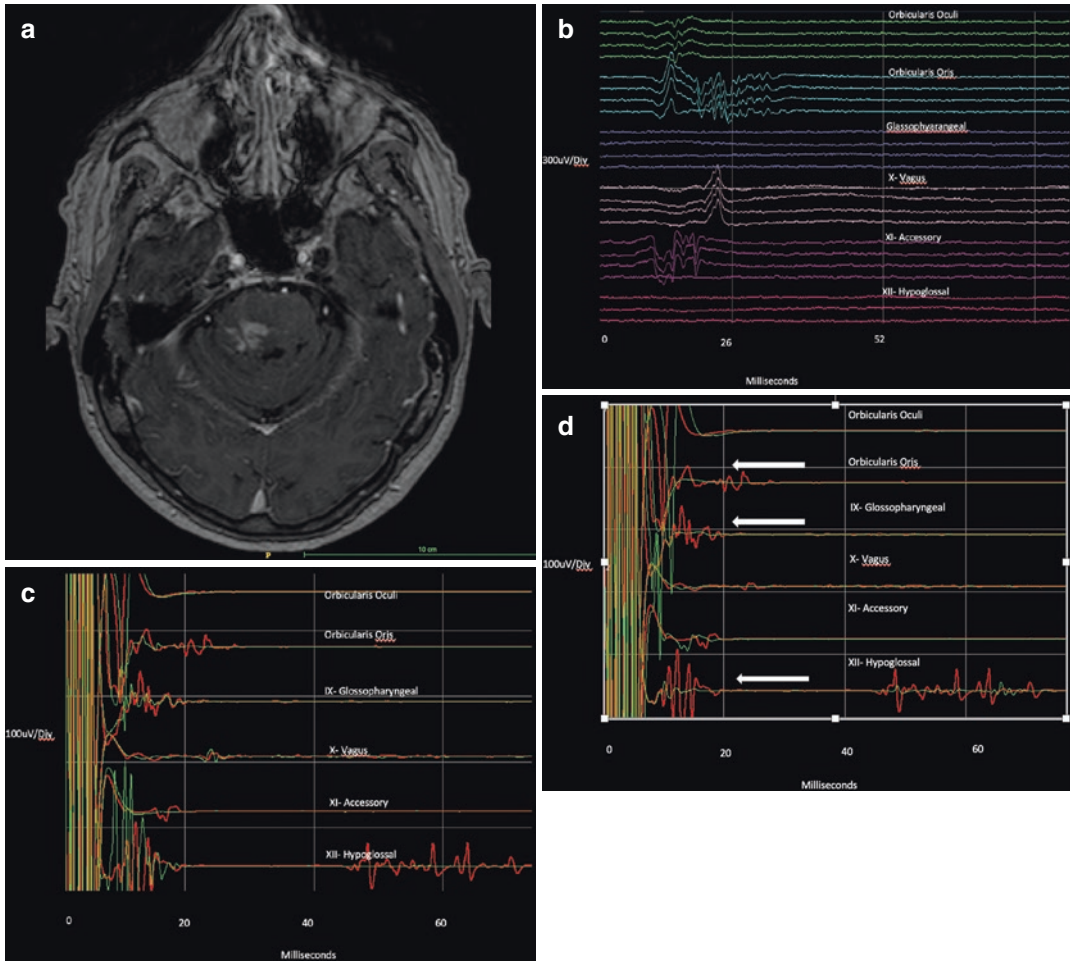 a
P
10 cm
b
Orbicularis Oculi
Orbicularis Oris
Glassophyarangeal
300uV/Div
X- Vagus
XI- Accessory
XII- Hypoglossal
0 26 52
Milliseconds
c
Orbicularis Oculi
Orbicularis Oris
IX- Glossopharyngeal
100uV/Div
X- Vagus
XI- Accessory
XII- Hypoglossal
0 20 40 60
Milliseconds
d
Orbicularis Oculi
Orbicularis Oris
IX- Glossopharyngeal
100uV/Div
X- Vagus
XI- Accessory
XII- Hypoglossal
0 20 40 60
Milliseconds